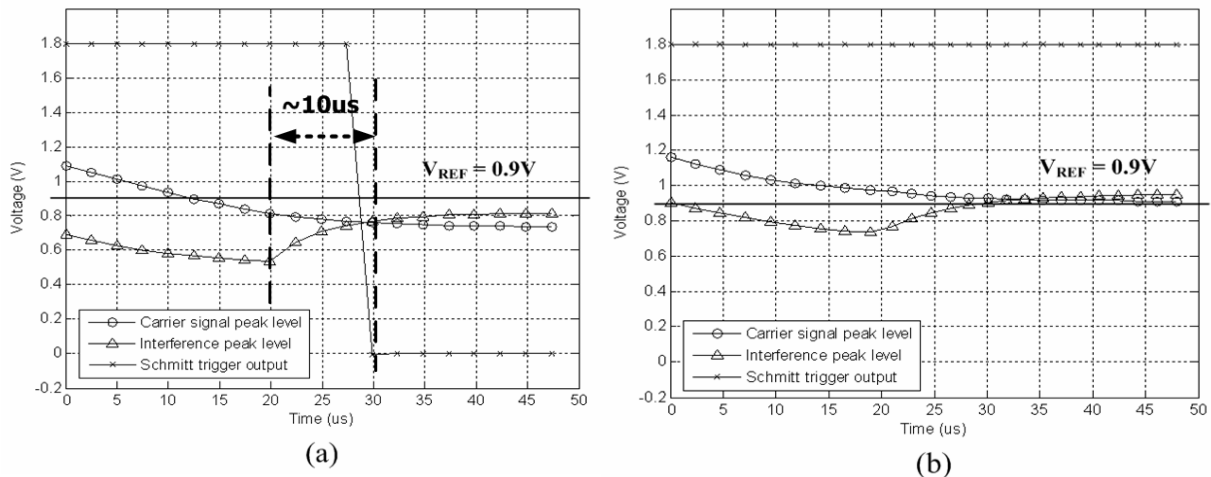 1.8
1.6
1.4
1.2
1
0.8
0.6
0.4
0.2
0
-0.2
Voltage (V)
~10us
V_REF = 0.9V
Carrier signal peak level
Interference peak level
Schmitt trigger output
0 5 10 15 20 25 30 35 40 45 50
Time (us)
(a)
1.8
1.6
1.4
1.2
1
0.8
0.6
0.4
0.2
0
-0.2
Voltage (V)
V_REF = 0.9V
Carrier signal peak level
Interference peak level
Schmitt trigger output
0 5 10 15 20 25 30 35 40 45 50
Time (us)
(b)